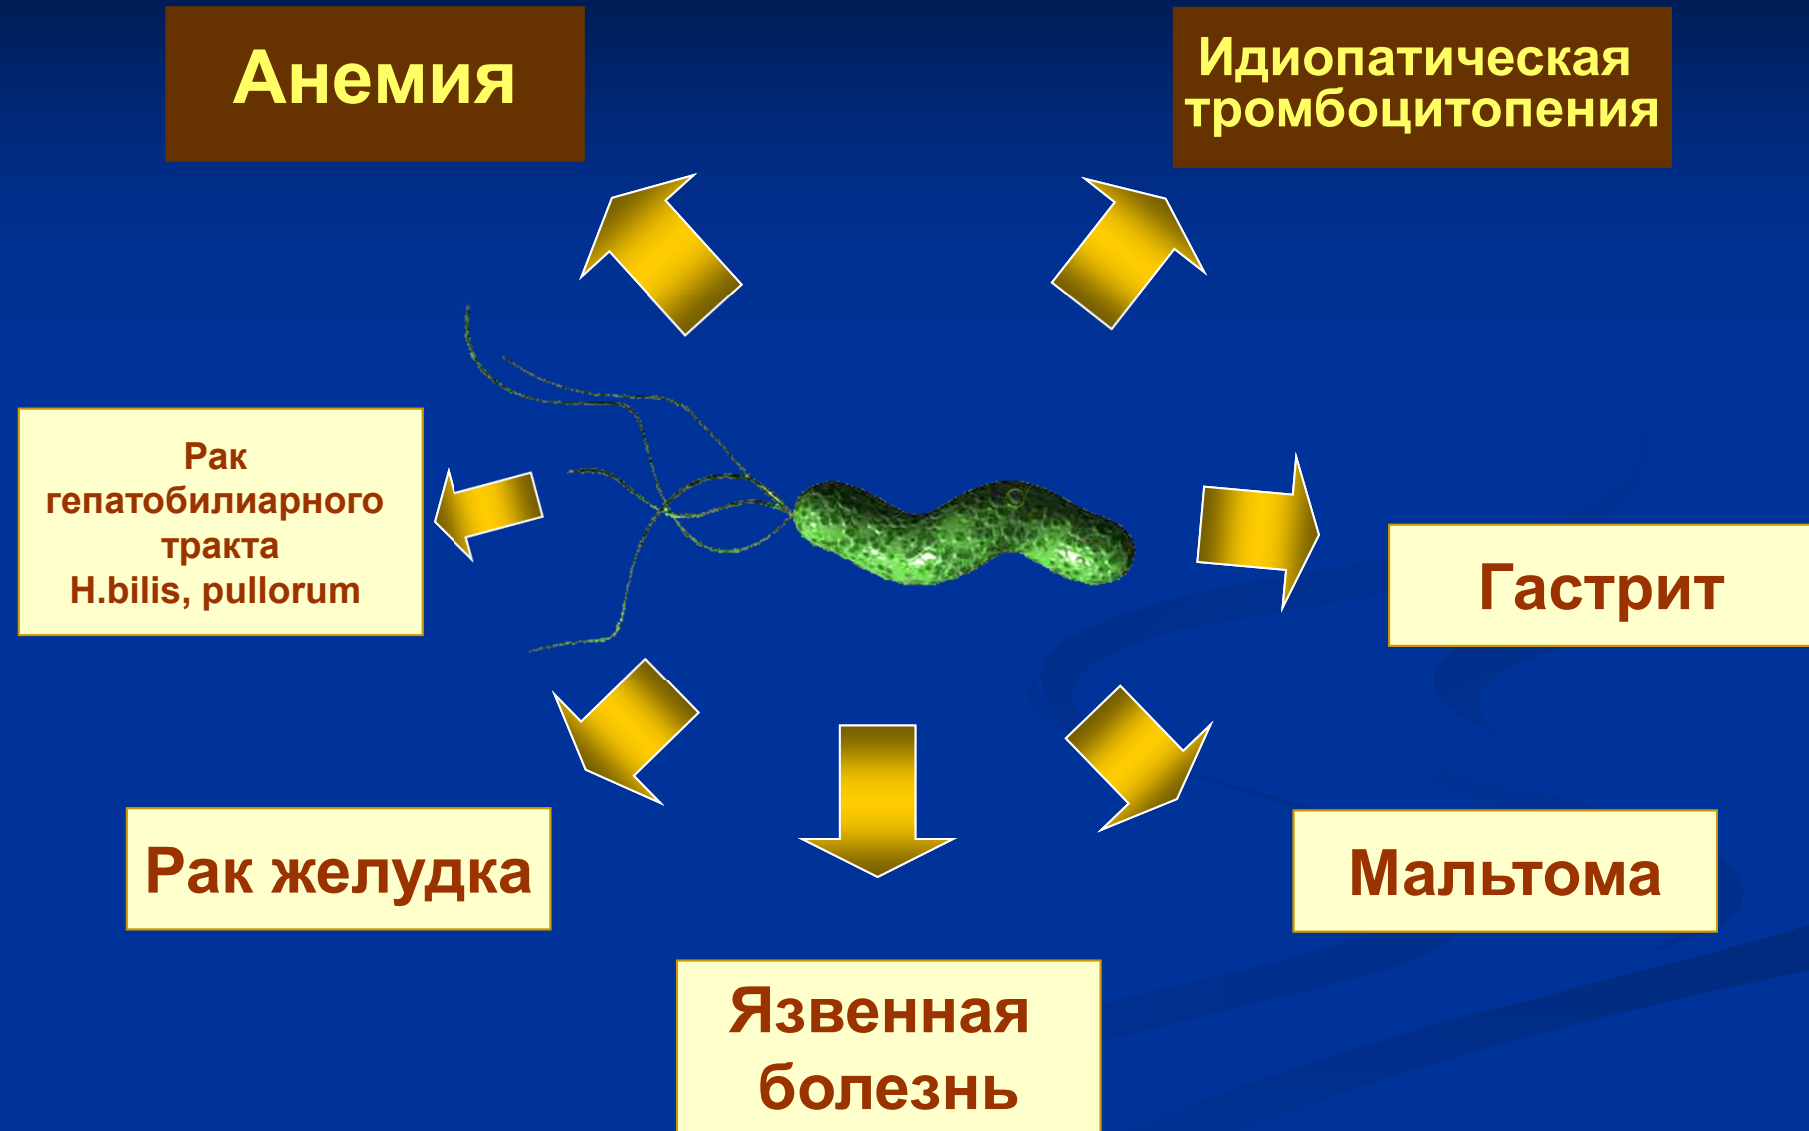 Анемия
Идиопатическая
тромбоцитопения
Рак
гепатобилиарного
тракта
H.bilis, pullorum
Гастрит
Рак желудка
Мальтома
Язвенная
болезнь